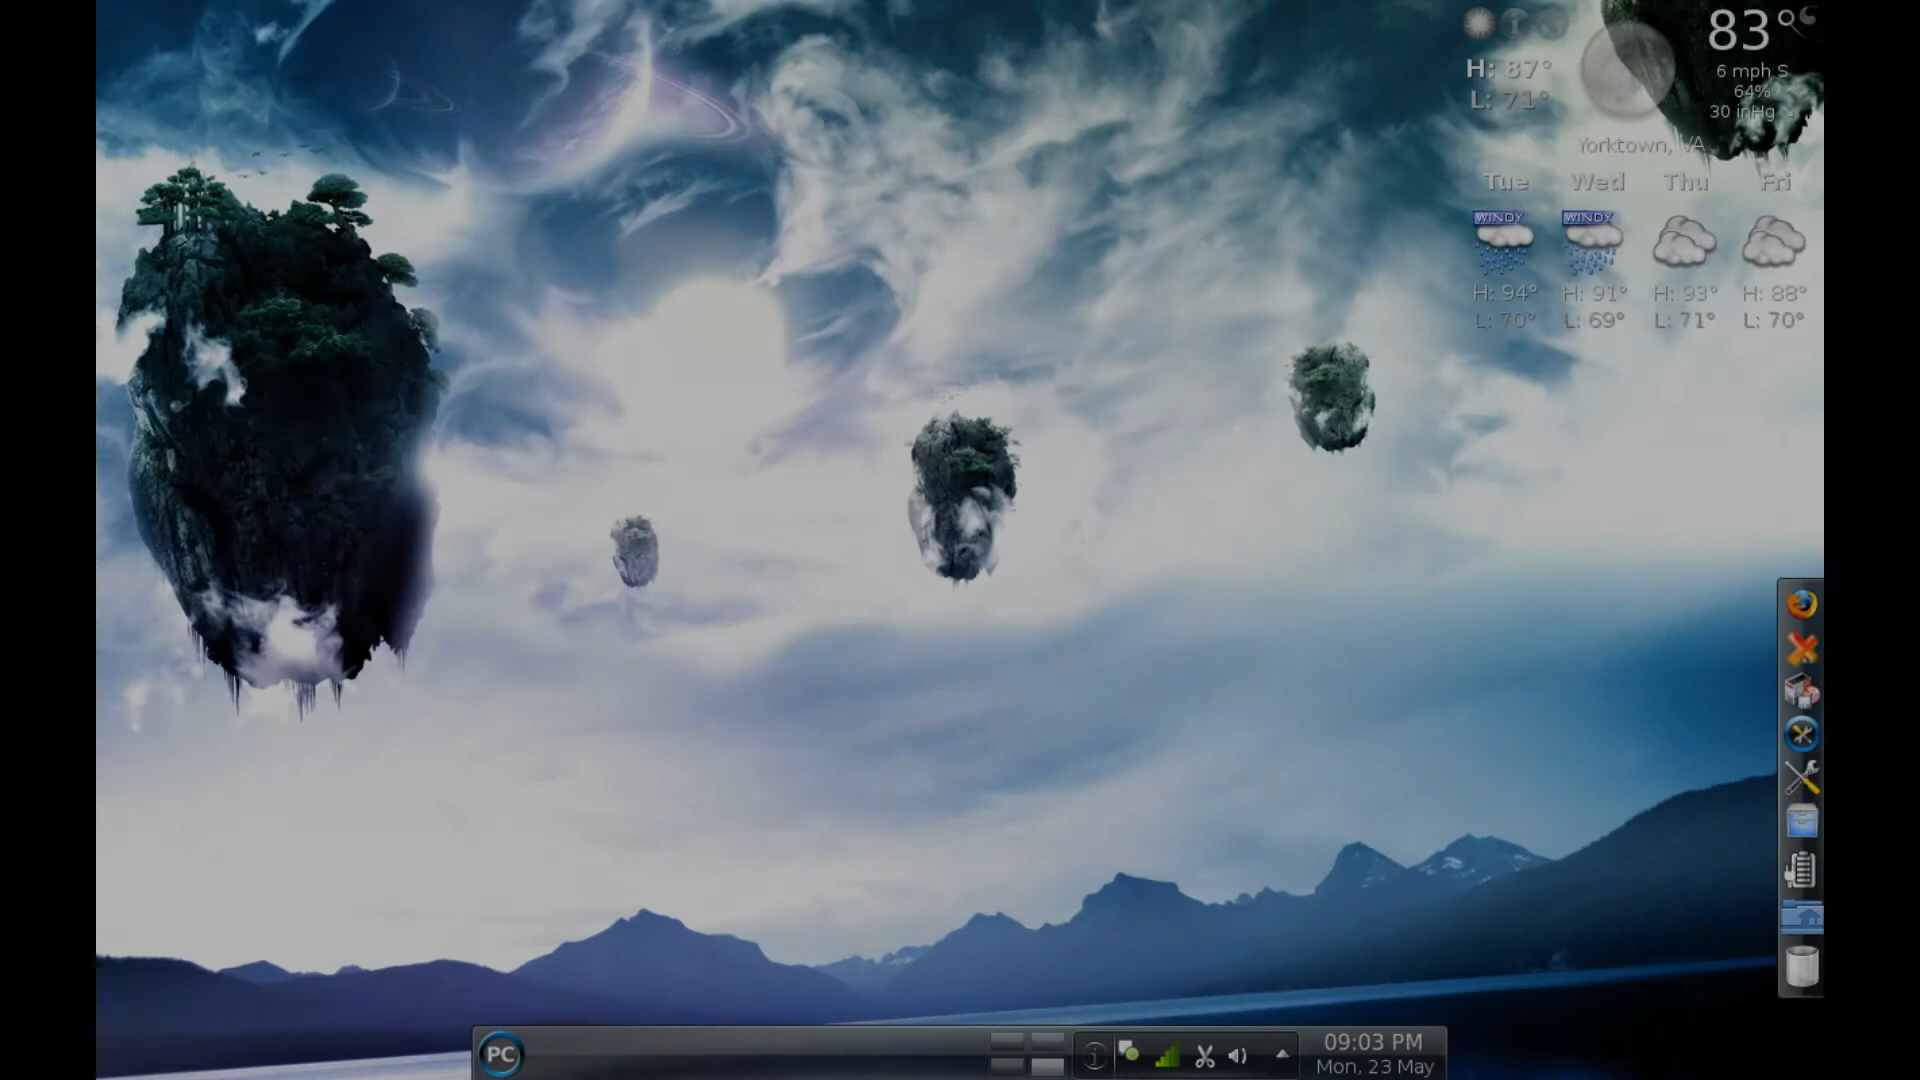 83°
H: 87°
L: 71°
6 mph S
64%
30 inHg
Yorktown, VA
Tue Wed Thu Fri
WINDY WINDY
H: 94° H: 91° H: 93° H: 88°
L: 70° L: 69° L: 71° L: 70°
PC
09:03 PM
Mon, 23 May